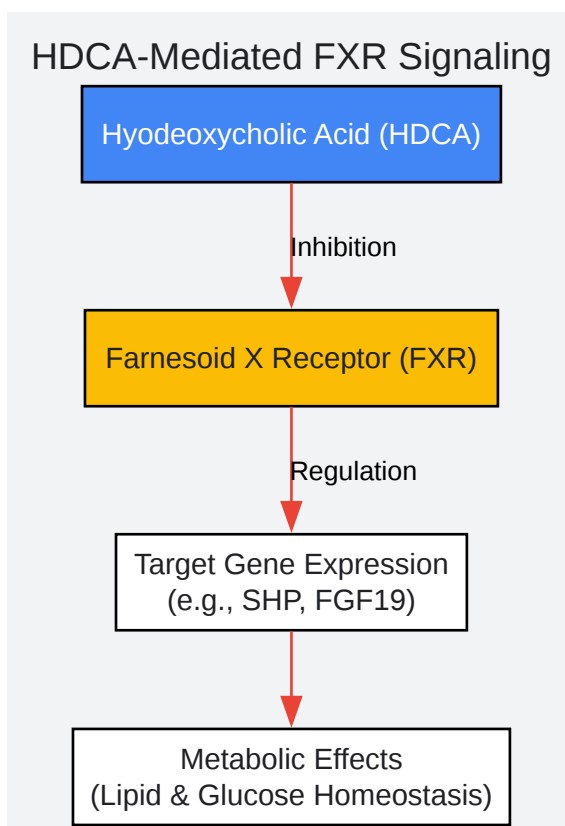 HDCA-Mediated FXR Signaling
Hyodeoxycholic Acid (HDCA)
Inhibition
Farnesoid X Receptor (FXR)
Regulation
Target Gene Expression
(e.g., SHP, FGF19)
Metabolic Effects
(Lipid & Glucose Homeostasis)